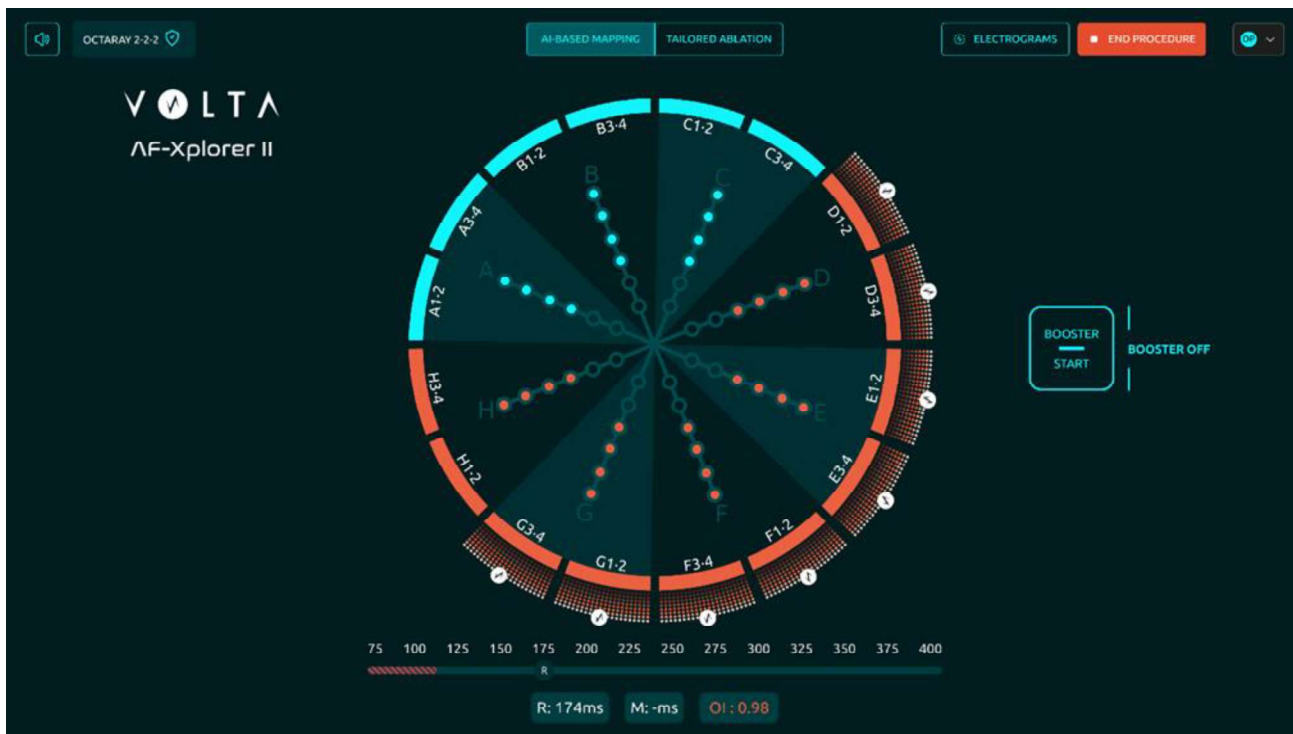 OCTARAY 2-2-2
AI-BASED MAPPING
TAILORED ABLATION
ELECTROGRAMS
END PROCEDURE
OP
VOLTA
AF-Xplorer II
B3-4
C1-2
B1-2
C3-4
A3-4
D1-2
A1-2
D3-4
H3-4
E1-2
H1-2
E3-4
G3-4
F1-2
G1-2
F3-4
B
C
A
D
H
E
G
F
BOOSTER
START
BOOSTER OFF
75 100 125 150 175 200 225 250 275 300 325 350 375 400
R
R: 174ms
M: -ms
OI : 0.98